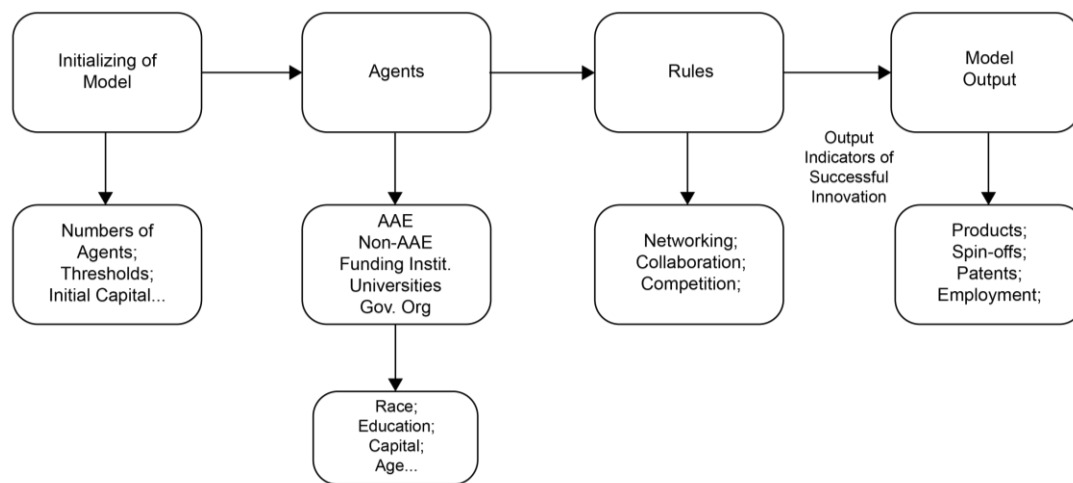 Initializing of
Model
Agents
Rules
Model
Output
Output
Indicators of
Successful
Innovation
Numbers of
Agents;
Thresholds;
Initial Capital...
AAE
Non-AAE
Funding Instit.
Universities
Gov. Org
Networking;
Collaboration;
Competition;
Products;
Spin-offs;
Patents;
Employment;
Race;
Education;
Capital;
Age...